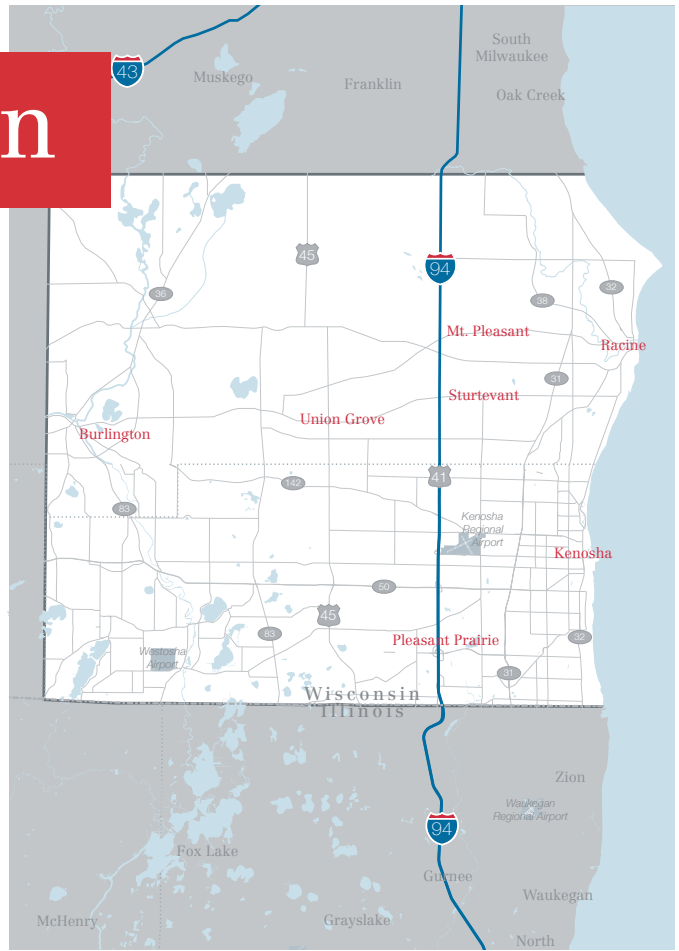 South
Milwaukee
43
Muskego
Franklin
Oak Creek
n
45
94
36
32
38
Mt. Pleasant
Racine
31
Sturtevant
Union Grove
Burlington
41
142
83
Kenosha
Regional
Airport
Kenosha
50
45
83
32
Pleasant Prairie
Westosha
Airport
31
Wisconsin
Illinois
Zion
Waukegan
Regional Airport
94
Fox Lake
Gurnee
Waukegan
McHenry
Grayslake
North